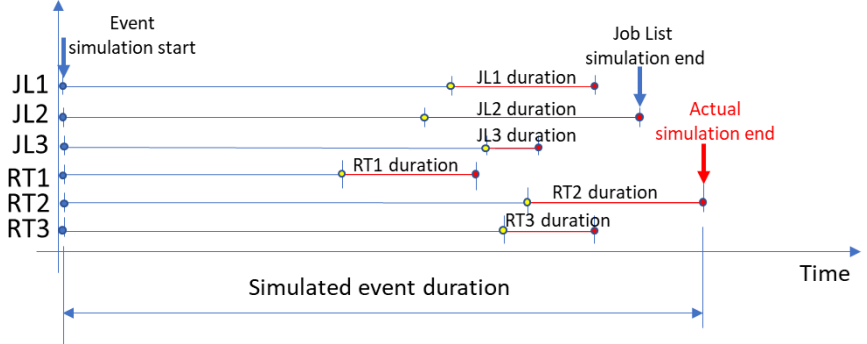 Event
simulation start
Job List
simulation end
JL1
JL1 duration
JL2
JL2 duration
Actual
simulation end
JL3
JL3 duration
RT1
RT1 duration
RT2
RT2 duration
RT3
RT3 duration
Time
Simulated event duration